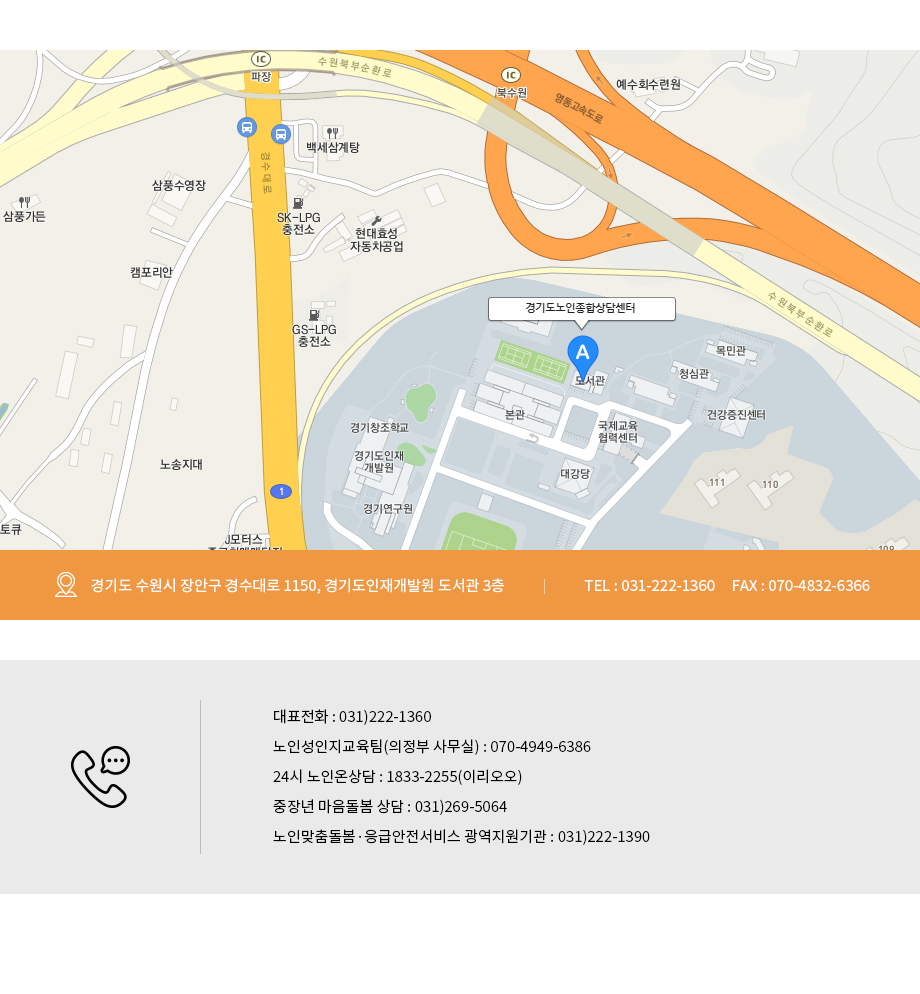 IC
파장
수원북부순환로
IC
북수원
영동고속도로
예수회수련원
백세삼계탕
경수대로
삼풍수영장
삼풍가든
SK-LPG
충전소
현대효성
자동차공업
캠포리안
수원북부순환로
경기도노인종합상담센터
GS-LPG
충전소
A
목민관
청심관
도서관
본관
건강증진센터
경기창조학교
국제교육
협력센터
경기도인재
개발원
노송지대
대강당
111
110
1
경기연구원
토큐
모터스
109
경기도 수원시 장안구 경수대로 1150, 경기도인재개발원 도서관 3층 TEL : 031-222-1360 FAX : 070-4832-6366
대표전화 : 031)222-1360
노인성인지교육팀(의정부 사무실) : 070-4949-6386
24시 노인온상담 : 1833-2255(이리오오)
중장년 마음돌봄 상담 : 031)269-5064
노인맞춤돌봄·응급안전서비스 광역지원기관 : 031)222-1390